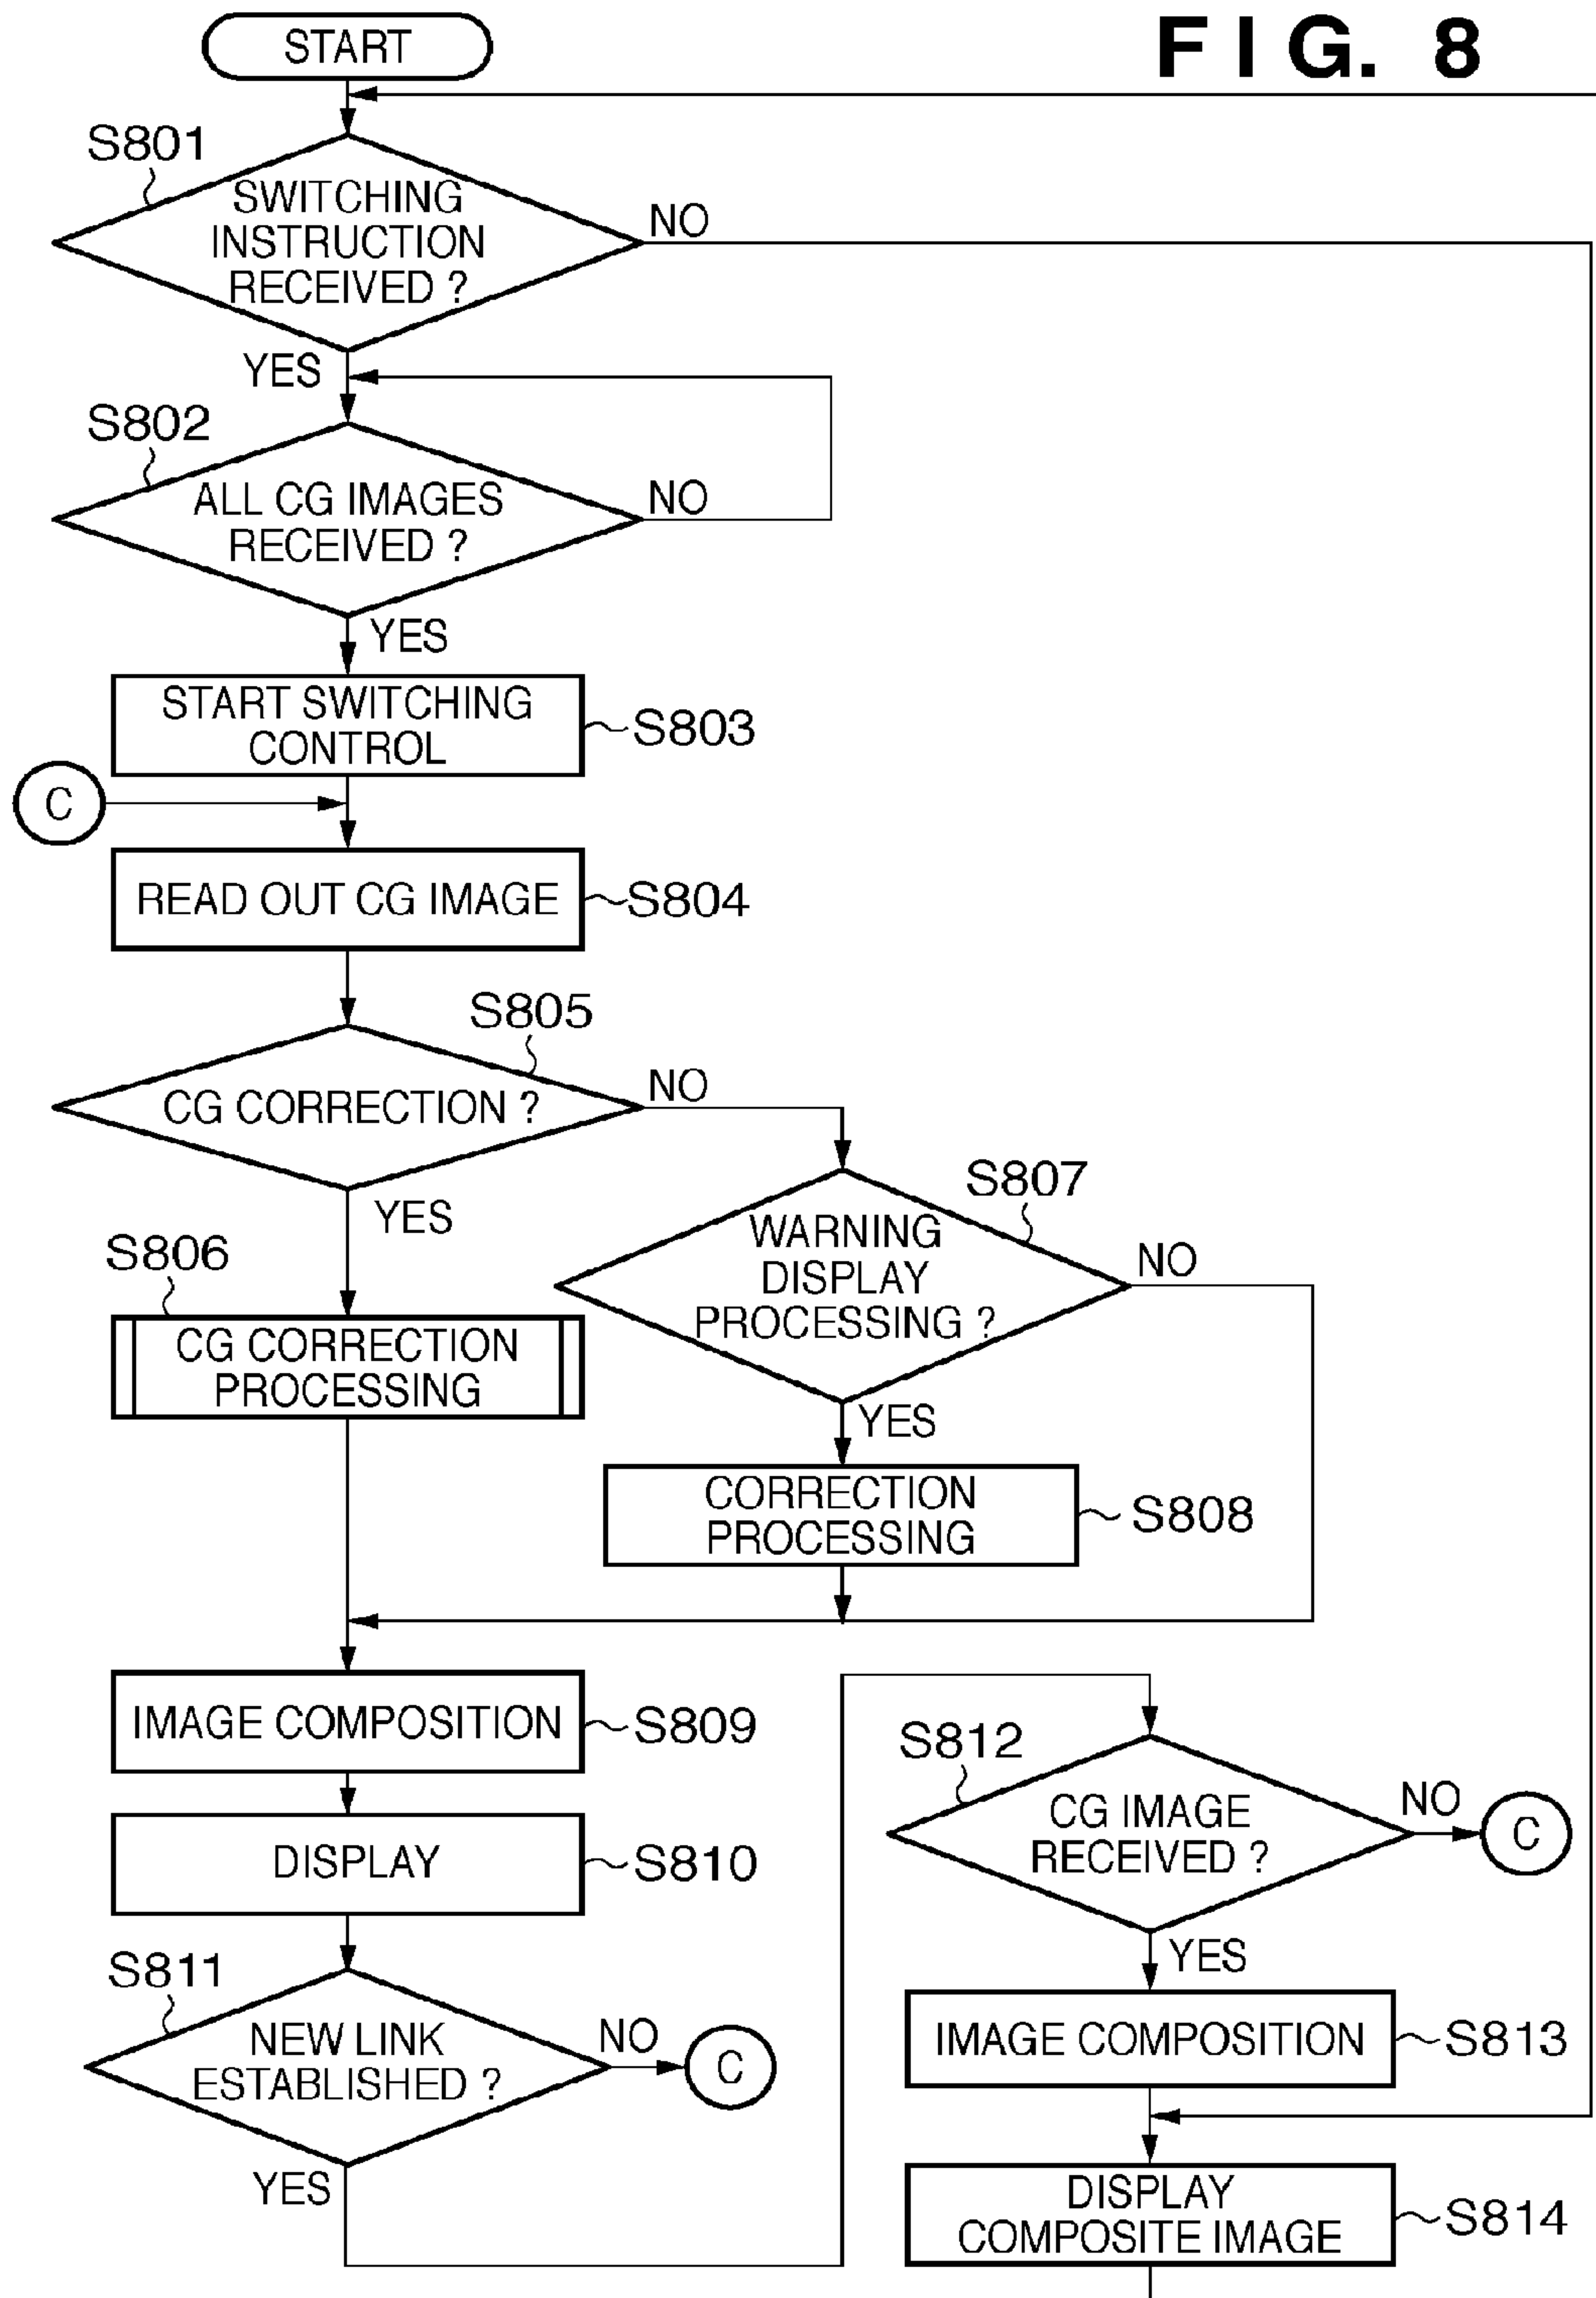 FIG. 8
START
S801
SWITCHING
INSTRUCTION
RECEIVED ?
NO
YES
S802
ALL CG IMAGES
RECEIVED ?
NO
YES
START SWITCHING
CONTROL
S803
C
READ OUT CG IMAGE
S804
S805
CG CORRECTION ?
NO
YES
S807
WARNING
DISPLAY
PROCESSING ?
NO
YES
S806
CG CORRECTION
PROCESSING
CORRECTION
PROCESSING
S808
IMAGE COMPOSITION
S809
DISPLAY
S810
S811
NEW LINK
ESTABLISHED ?
NO
C
YES
S812
CG IMAGE
RECEIVED ?
NO
C
YES
IMAGE COMPOSITION
S813
DISPLAY
COMPOSITE IMAGE
S814